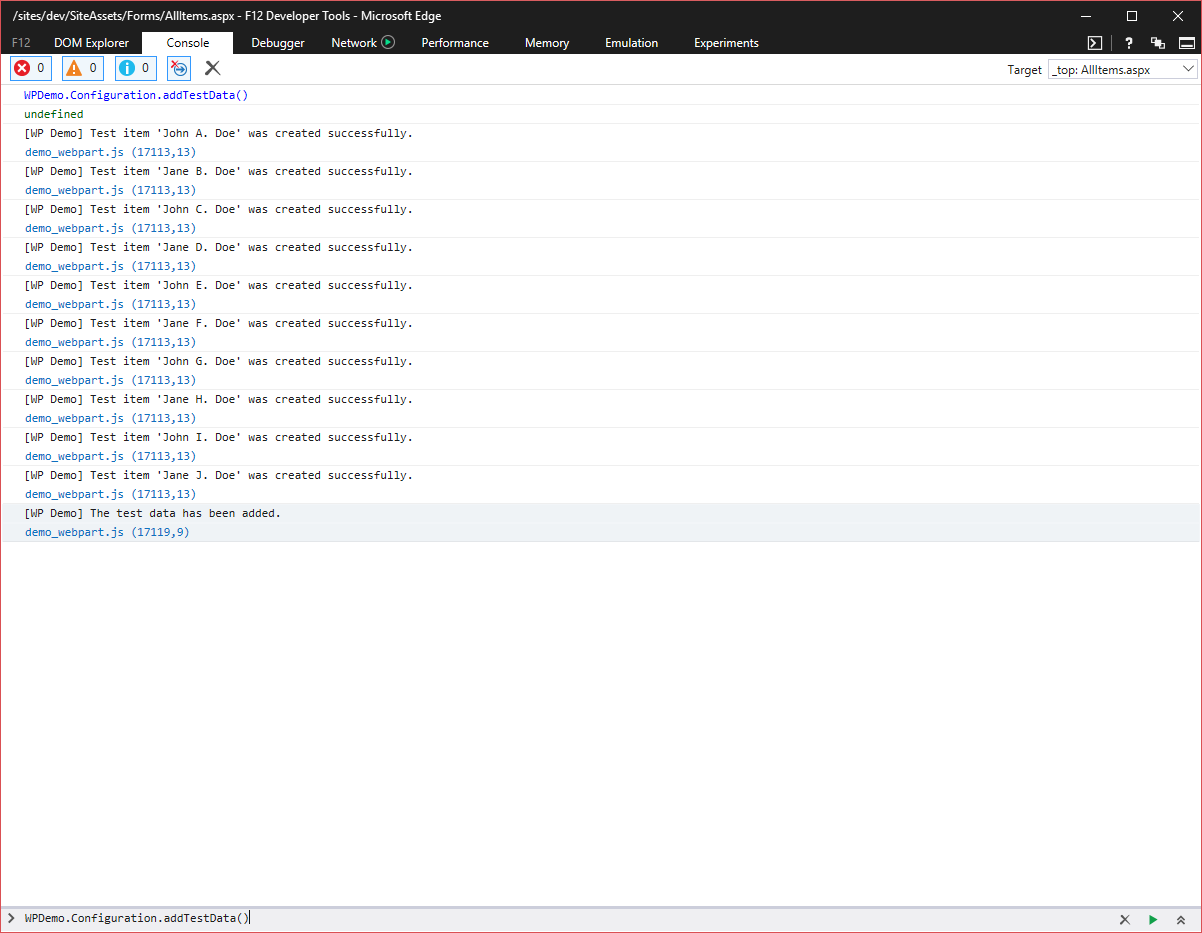 /sites/dev/SiteAssets/Forms/AllItems.aspx - F12 Developer Tools - Microsoft Edge
F12 DOM Explorer Console Debugger Network Performance Memory Emulation Experiments ?
0 0 0 Target _top: AllItems.aspx
WPDemo.Configuration.addTestData()
undefined
[WP Demo] Test item 'John A. Doe' was created successfully.
demo_webpart.js (17113,13)
[WP Demo] Test item 'Jane B. Doe' was created successfully.
demo_webpart.js (17113,13)
[WP Demo] Test item 'John C. Doe' was created successfully.
demo_webpart.js (17113,13)
[WP Demo] Test item 'Jane D. Doe' was created successfully.
demo_webpart.js (17113,13)
[WP Demo] Test item 'John E. Doe' was created successfully.
demo_webpart.js (17113,13)
[WP Demo] Test item 'Jane F. Doe' was created successfully.
demo_webpart.js (17113,13)
[WP Demo] Test item 'John G. Doe' was created successfully.
demo_webpart.js (17113,13)
[WP Demo] Test item 'Jane H. Doe' was created successfully.
demo_webpart.js (17113,13)
[WP Demo] Test item 'John I. Doe' was created successfully.
demo_webpart.js (17113,13)
[WP Demo] Test item 'Jane J. Doe' was created successfully.
demo_webpart.js (17113,13)
[WP Demo] The test data has been added.
demo_webpart.js (17119,9)
WPDemo.Configuration.addTestData()